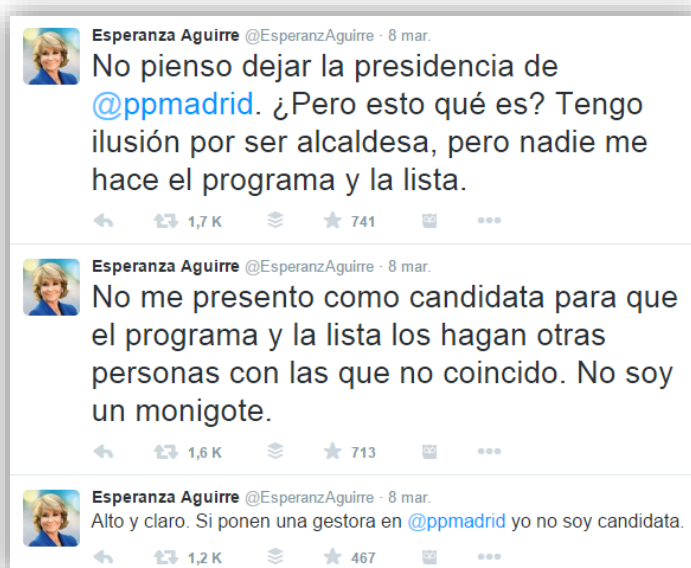 Esperanza Aguirre @EsperanzAguirre · 8 mar.
No pienso dejar la presidencia de
@ppmadrid. ¿Pero esto qué es? Tengo
ilusión por ser alcaldesa, pero nadie me
hace el programa y la lista.
1,7 K 741
Esperanza Aguirre @EsperanzAguirre · 8 mar.
No me presento como candidata para que
el programa y la lista los hagan otras
personas con las que no coincido. No soy
un monigote.
1,6 K 713
Esperanza Aguirre @EsperanzAguirre · 8 mar.
Alto y claro. Si ponen una gestora en @ppmadrid yo no soy candidata.
1,2 K 467